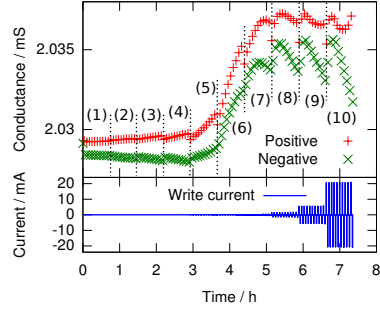 Conductance / mS
2.035
2.03
(1) (2) (3) (4) (5) (6) (7) (8) (9) (10)
Positive
Negative
Current / mA
20
10
0
-10
-20
Write current
0 1 2 3 4 5 6 7 8
Time / h